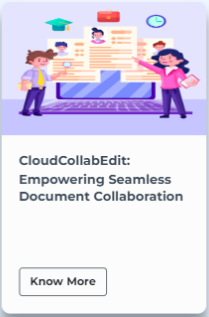 CloudCollabEdit:
Empowering Seamless
Document Collaboration
Know More